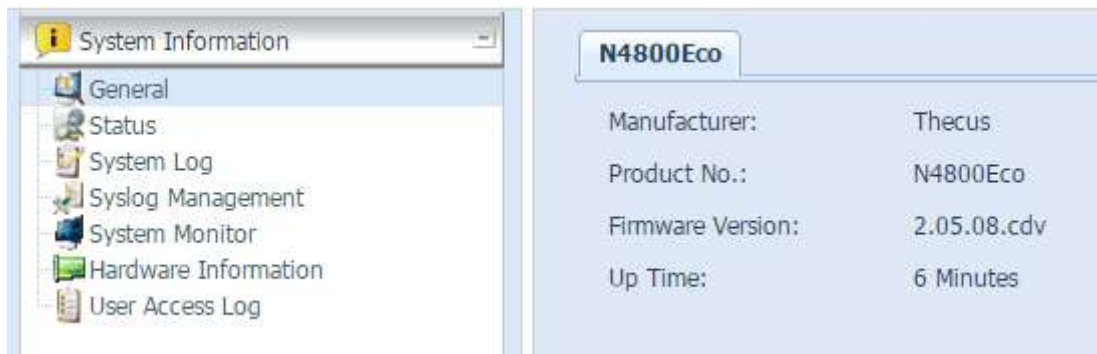 System Information
General
Status
System Log
Syslog Management
System Monitor
Hardware Information
User Access Log
N4800Eco
Manufacturer: Thecus
Product No.: N4800Eco
Firmware Version: 2.05.08.cdv
Up Time: 6 Minutes